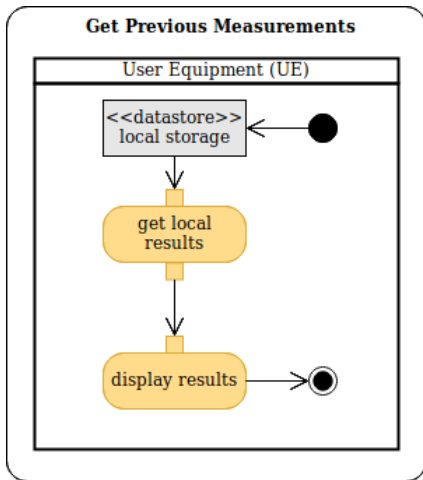 Get Previous Measurements
User Equipment (UE)
<<datastore>>
local storage
get local
results
display results